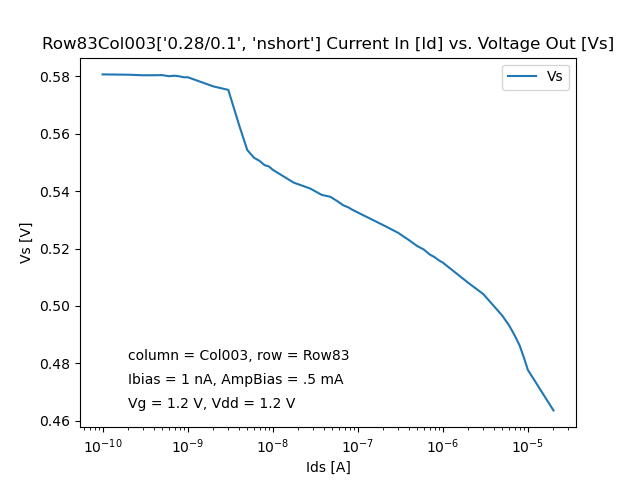 Row83Col003['0.28/0.1', 'nshort'] Current In [Id] vs. Voltage Out [Vs]
Vs
0.58
0.56
0.54
0.52
0.50
0.48
0.46
Vs [V]
column = Col003, row = Row83
Ibias = 1 nA, AmpBias = .5 mA
Vg = 1.2 V, Vdd = 1.2 V
10⁻¹⁰ 10⁻⁹ 10⁻⁸ 10⁻⁷ 10⁻⁶ 10⁻⁵
Ids [A]